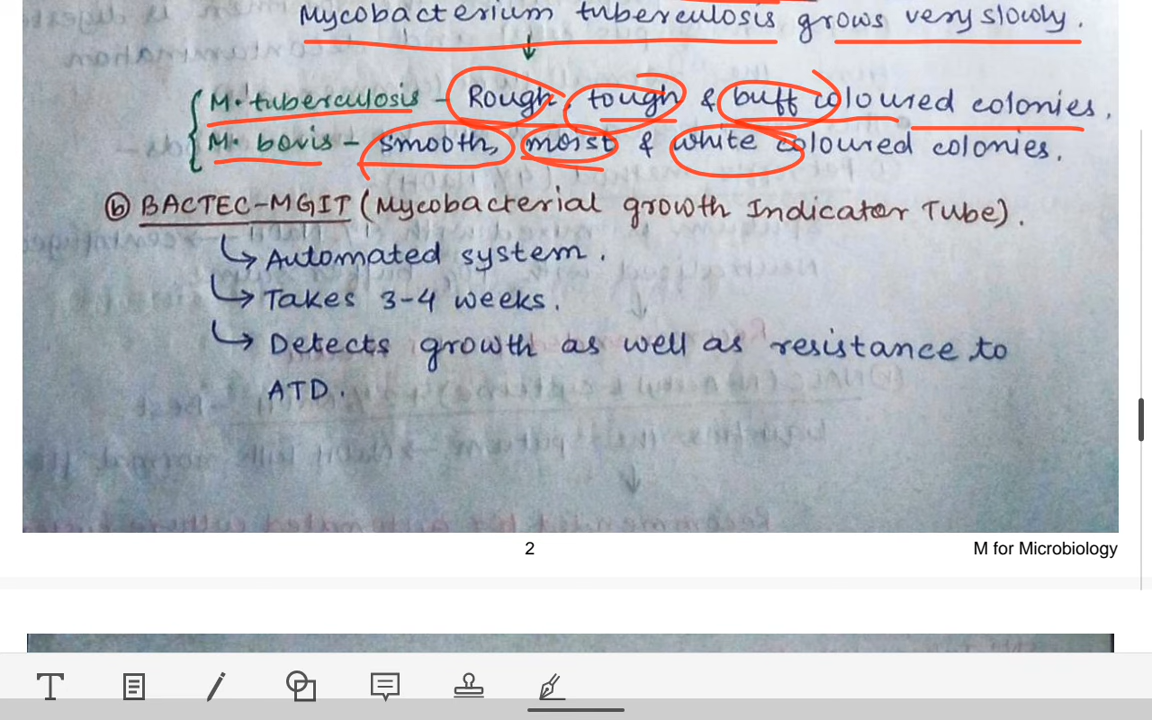 Mycobacterium tuberculosis grows very slowly.
↓
M. tuberculosis - Rough, tough & buff coloured colonies.
M. bovis - smooth, moist & white coloured colonies.
ⓑ BACTEC-MGIT (Mycobacterial growth Indicator Tube).
↳ Automated system.
↳ Takes 3-4 weeks.
↳ Detects growth as well as resistance to
ATD.
2
M for Microbiology
T